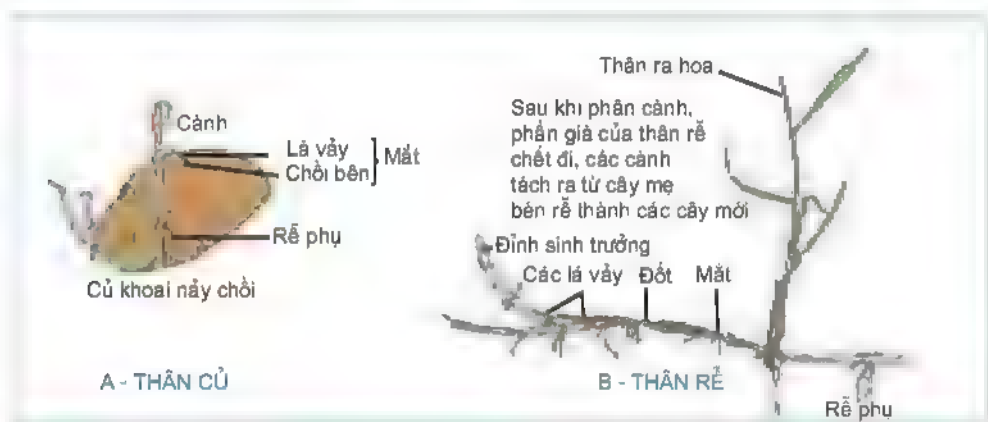 Cành
Lá vảy
Chồi bên
Mắt
Rễ phụ
Củ khoai nảy chồi
A - THÂN CỦ
Thân ra hoa
Sau khi phân cành,
phần già của thân rễ
chết đi, các cành
tách ra từ cây mẹ
bén rễ thành các cây mới
Đỉnh sinh trưởng
Các lá vảy Đốt Mắt
B - THÂN RỄ
Rễ phụ